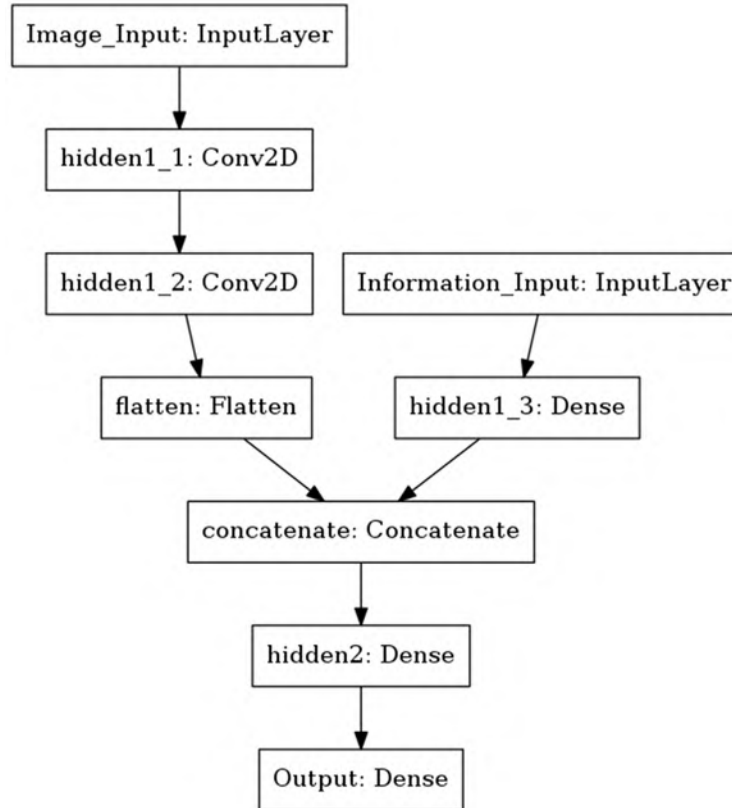 Image_Input: InputLayer
hidden1_1: Conv2D
hidden1_2: Conv2D
Information_Input: InputLayer
flatten: Flatten
hidden1_3: Dense
concatenate: Concatenate
hidden2: Dense
Output: Dense